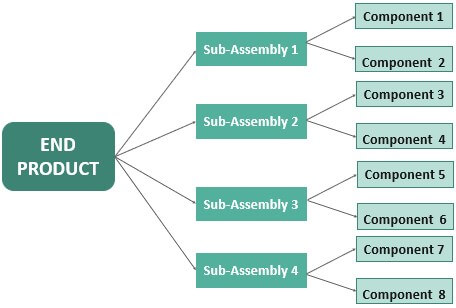 END
PRODUCT
Sub-Assembly 1
Component 1
Component 2
Sub-Assembly 2
Component 3
Component 4
Sub-Assembly 3
Component 5
Component 6
Sub-Assembly 4
Component 7
Component 8